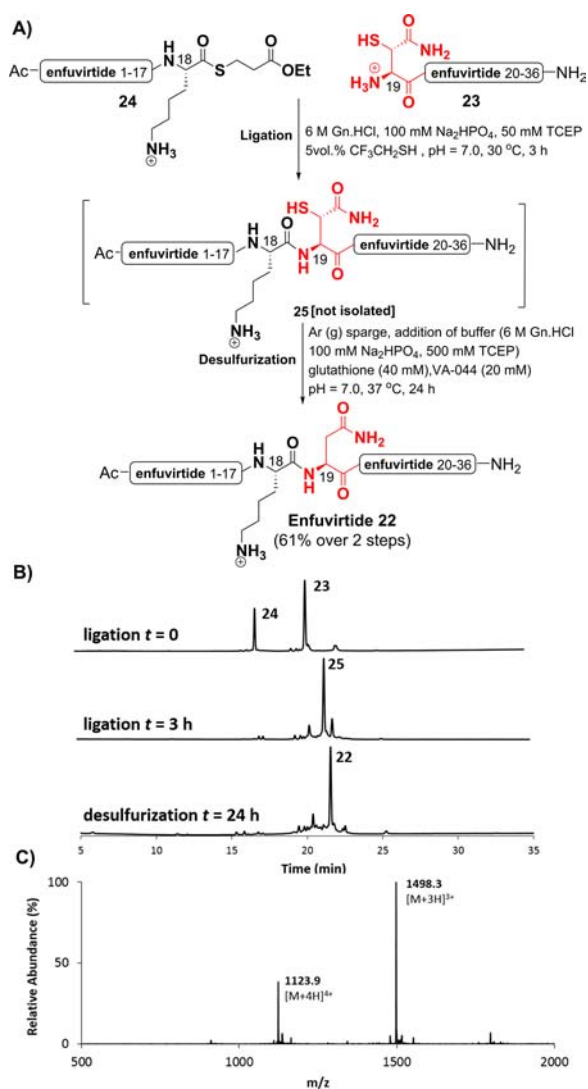 A)
Ac
enfuvirtide 1-17
H
N
18
O
S
O
OEt
24
NH3
+
SH
O
NH2
H3N
+
19
O
enfuvirtide 20-36
NH2
23
Ligation
6 M Gn.HCl, 100 mM Na2HPO4, 50 mM TCEP
5vol.% CF3CH2SH , pH = 7.0, 30 °C, 3 h
Ac
enfuvirtide 1-17
H
N
18
O
N
H
HS
O
NH2
19
O
enfuvirtide 20-36
NH2
NH3
+
25 [not isolated]
Desulfurization
Ar (g) sparge, addition of buffer (6 M Gn.HCl
100 mM Na2HPO4, 500 mM TCEP)
glutathione (40 mM),VA-044 (20 mM)
pH = 7.0, 37 °C, 24 h
Ac
enfuvirtide 1-17
H
N
18
O
N
H
O
NH2
19
O
enfuvirtide 20-36
NH2
NH3
+
Enfuvirtide 22
(61% over 2 steps)
B)
ligation t = 0
24
23
ligation t = 3 h
25
desulfurization t = 24 h
22
5 10 15 20 25 30 35
Time (min)
C)
Relative Abundance (%)
100
50
0
1498.3
[M+3H]3+
1123.9
[M+4H]4+
500 1000 1500 2000
m/z